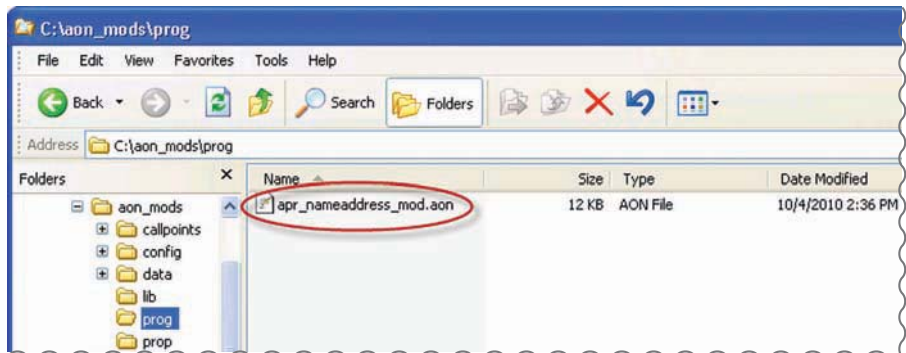 C:\aon_mods\prog
File Edit View Favorites Tools Help
Back Search Folders
Address C:\aon_mods\prog
Folders × Name Size Type Date Modified
aon_mods apr_nameaddress_mod.aon 12 KB AON File 10/4/2010 2:36 PM
callpoints
config
data
lib
prog
prop